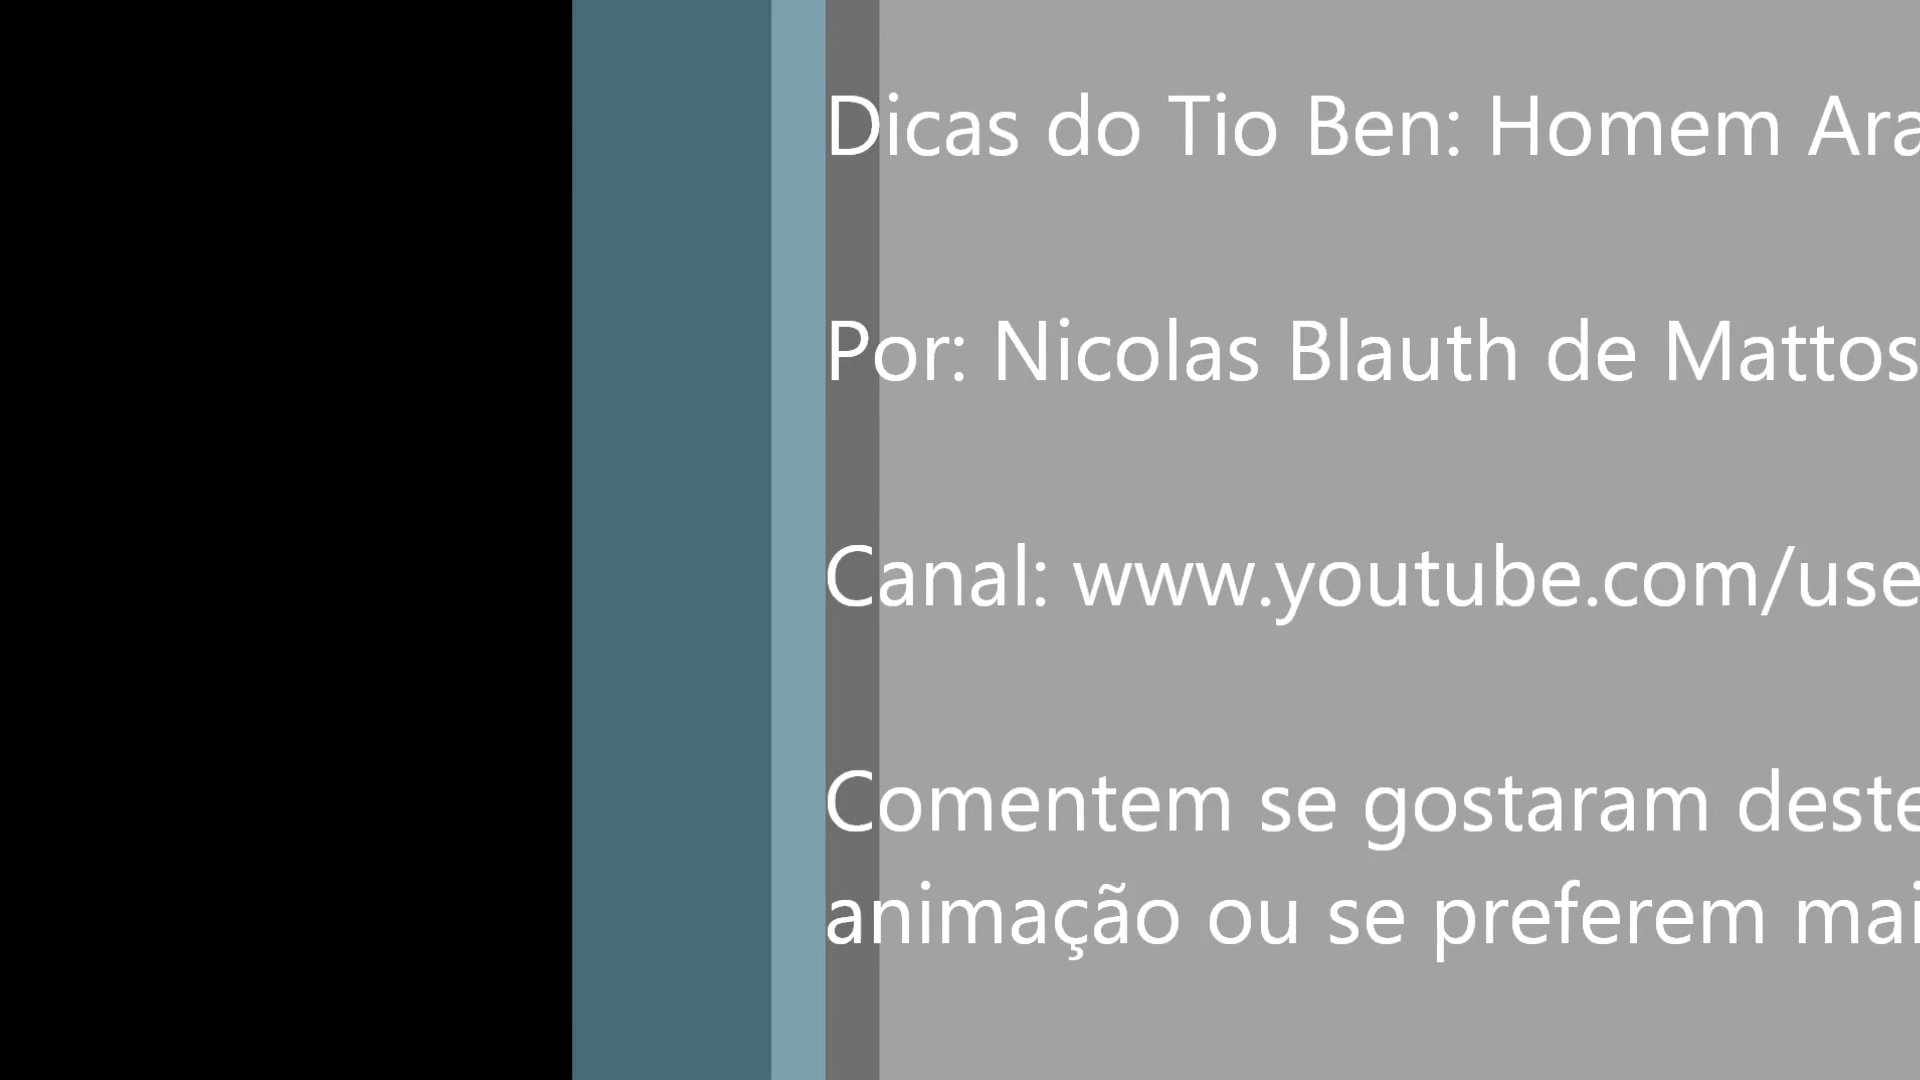 Dicas do Tio Ben: Homem Ara
Por: Nicolas Blauth de Mattos
Canal: www.youtube.com/use
Comentem se gostaram deste
animação ou se preferem mai